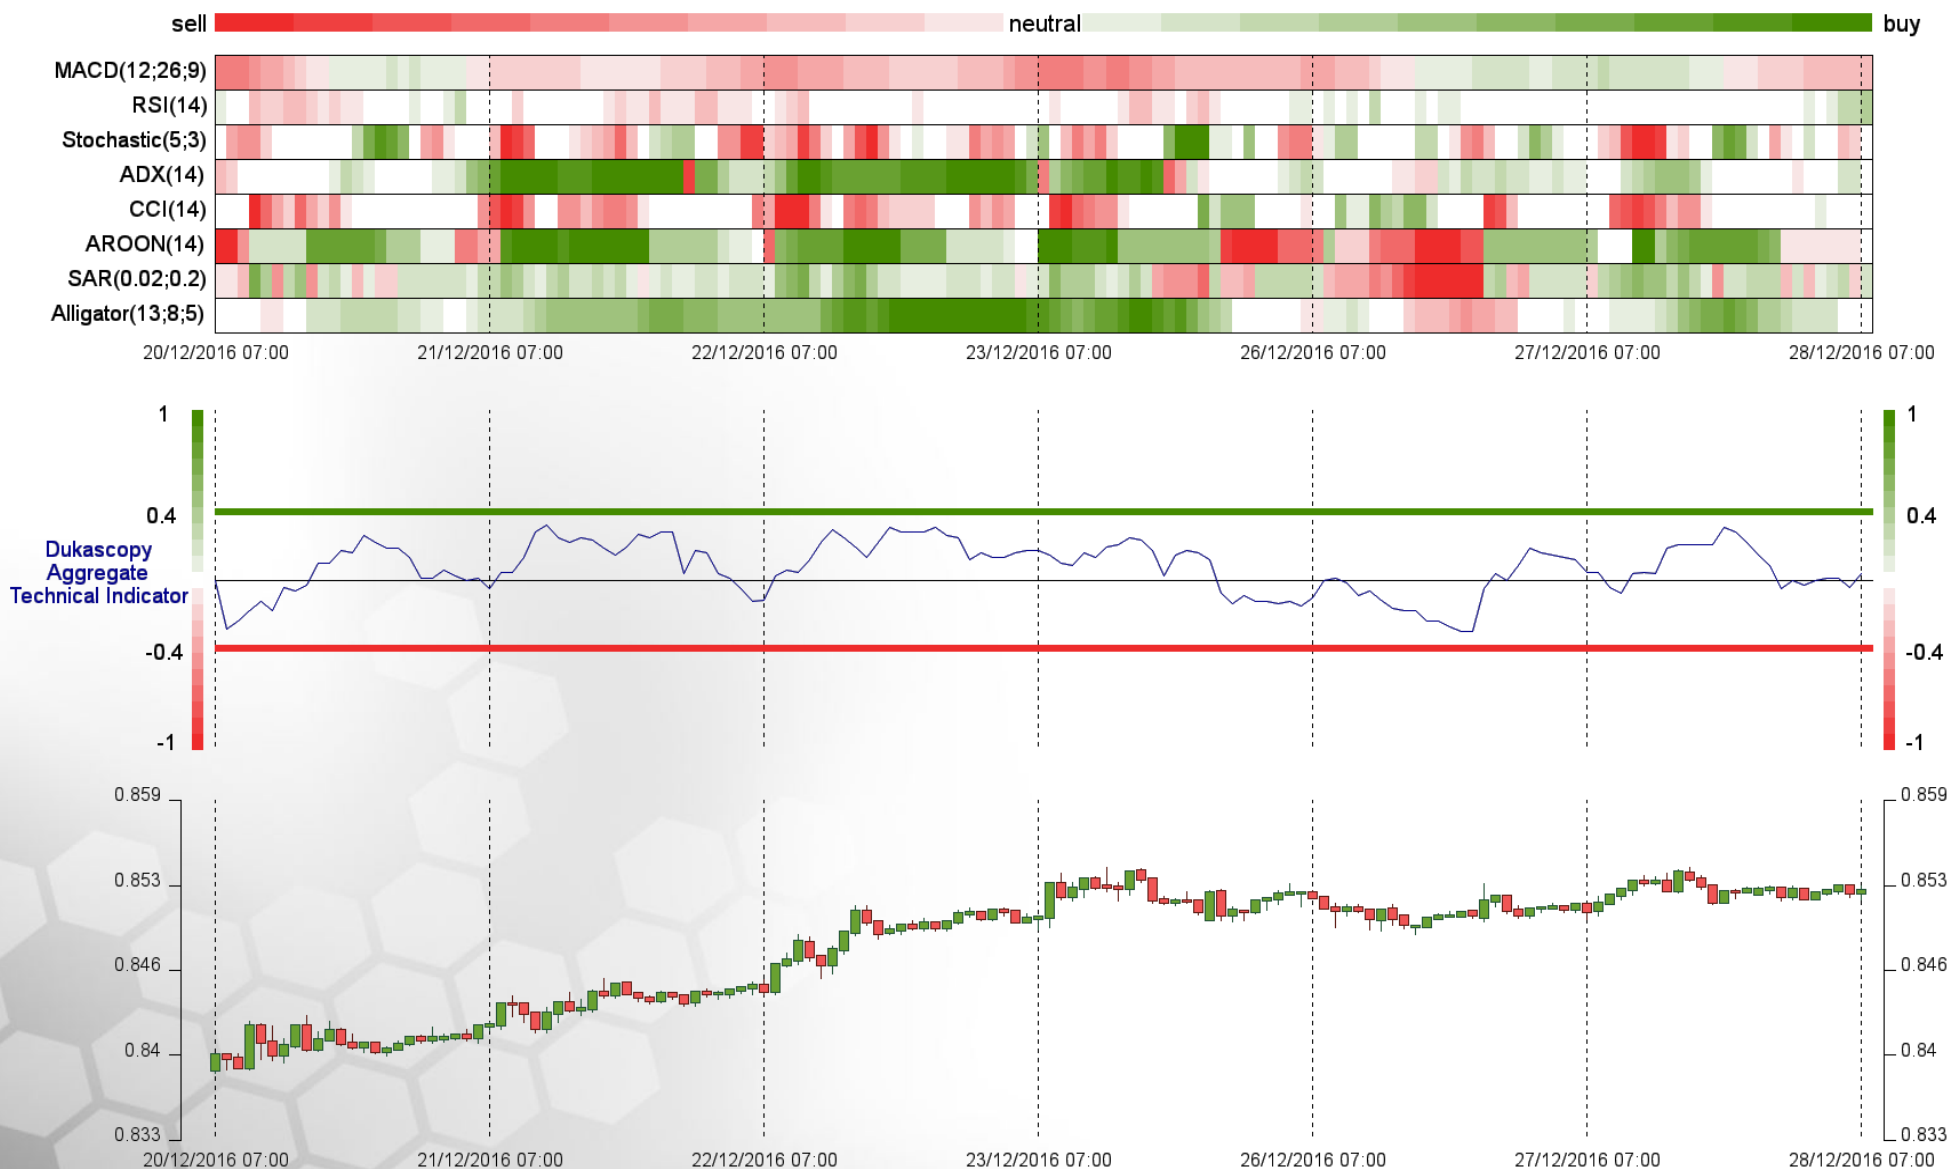 sell neutral buy
MACD(12;26;9)
RSI(14)
Stochastic(5;3)
ADX(14)
CCI(14)
AROON(14)
SAR(0.02;0.2)
Alligator(13;8;5)
20/12/2016 07:00 21/12/2016 07:00 22/12/2016 07:00 23/12/2016 07:00 26/12/2016 07:00 27/12/2016 07:00 28/12/2016 07:00
1 1
0.4 0.4
Dukascopy
Aggregate
Technical Indicator
-0.4 -0.4
-1 -1
0.859 0.859
0.853 0.853
0.846 0.846
0.84 0.84
0.833 0.833
20/12/2016 07:00 21/12/2016 07:00 22/12/2016 07:00 23/12/2016 07:00 26/12/2016 07:00 27/12/2016 07:00 28/12/2016 07:00